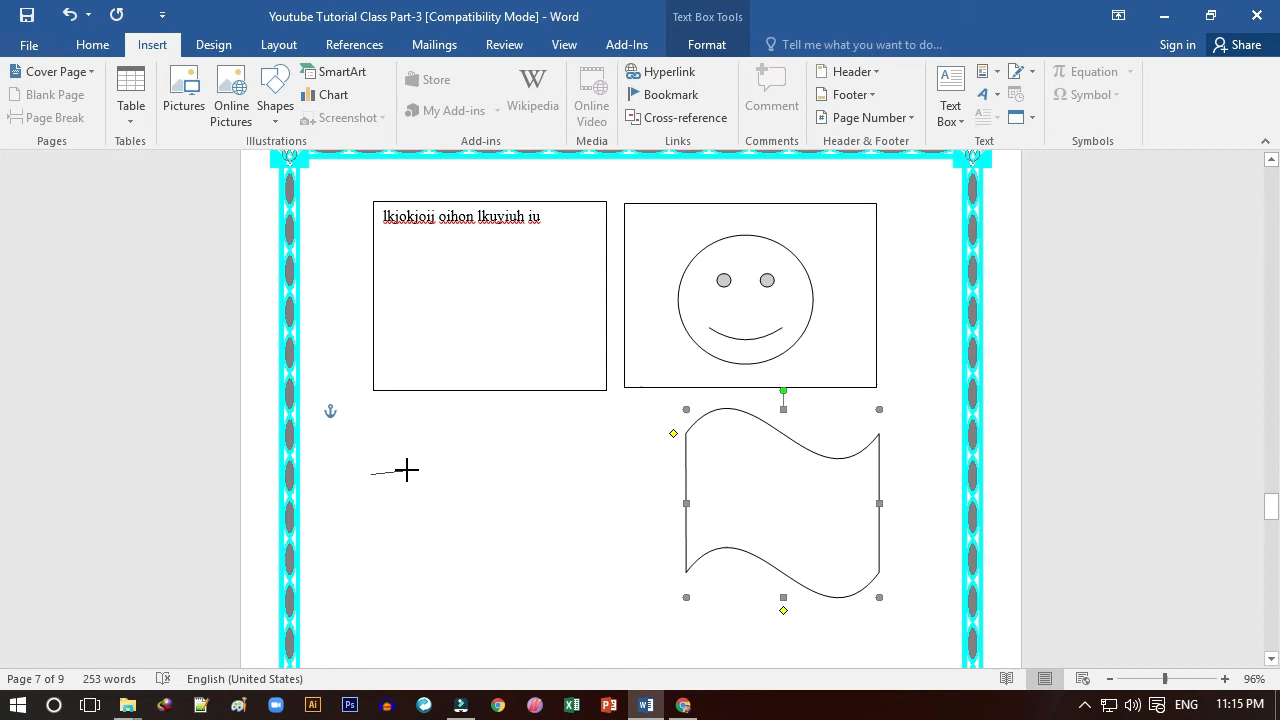 Youtube Tutorial Class Part-3 [Compatibility Mode] - Word
Text Box Tools
Sign in
Share
File
Home
Insert
Design
Layout
References
Mailings
Review
View
Add-Ins
Format
Tell me what you want to do...
Cover Page
Blank Page
Page Break
Pages
Table
Tables
Pictures
Online
Pictures
Shapes
SmartArt
Chart
Screenshot
Illustrations
Store
My Add-ins
Wikipedia
Add-ins
Online
Video
Media
Hyperlink
Bookmark
Cross-reference
Links
Comment
Comments
Header
Footer
Page Number
Header & Footer
Text
Box
Text
Equation
Symbol
Symbols
lkjokjoij oihon lkuyiuh iu
Page 7 of 9
253 words
English (United States)
96%
ENG
11:15 PM